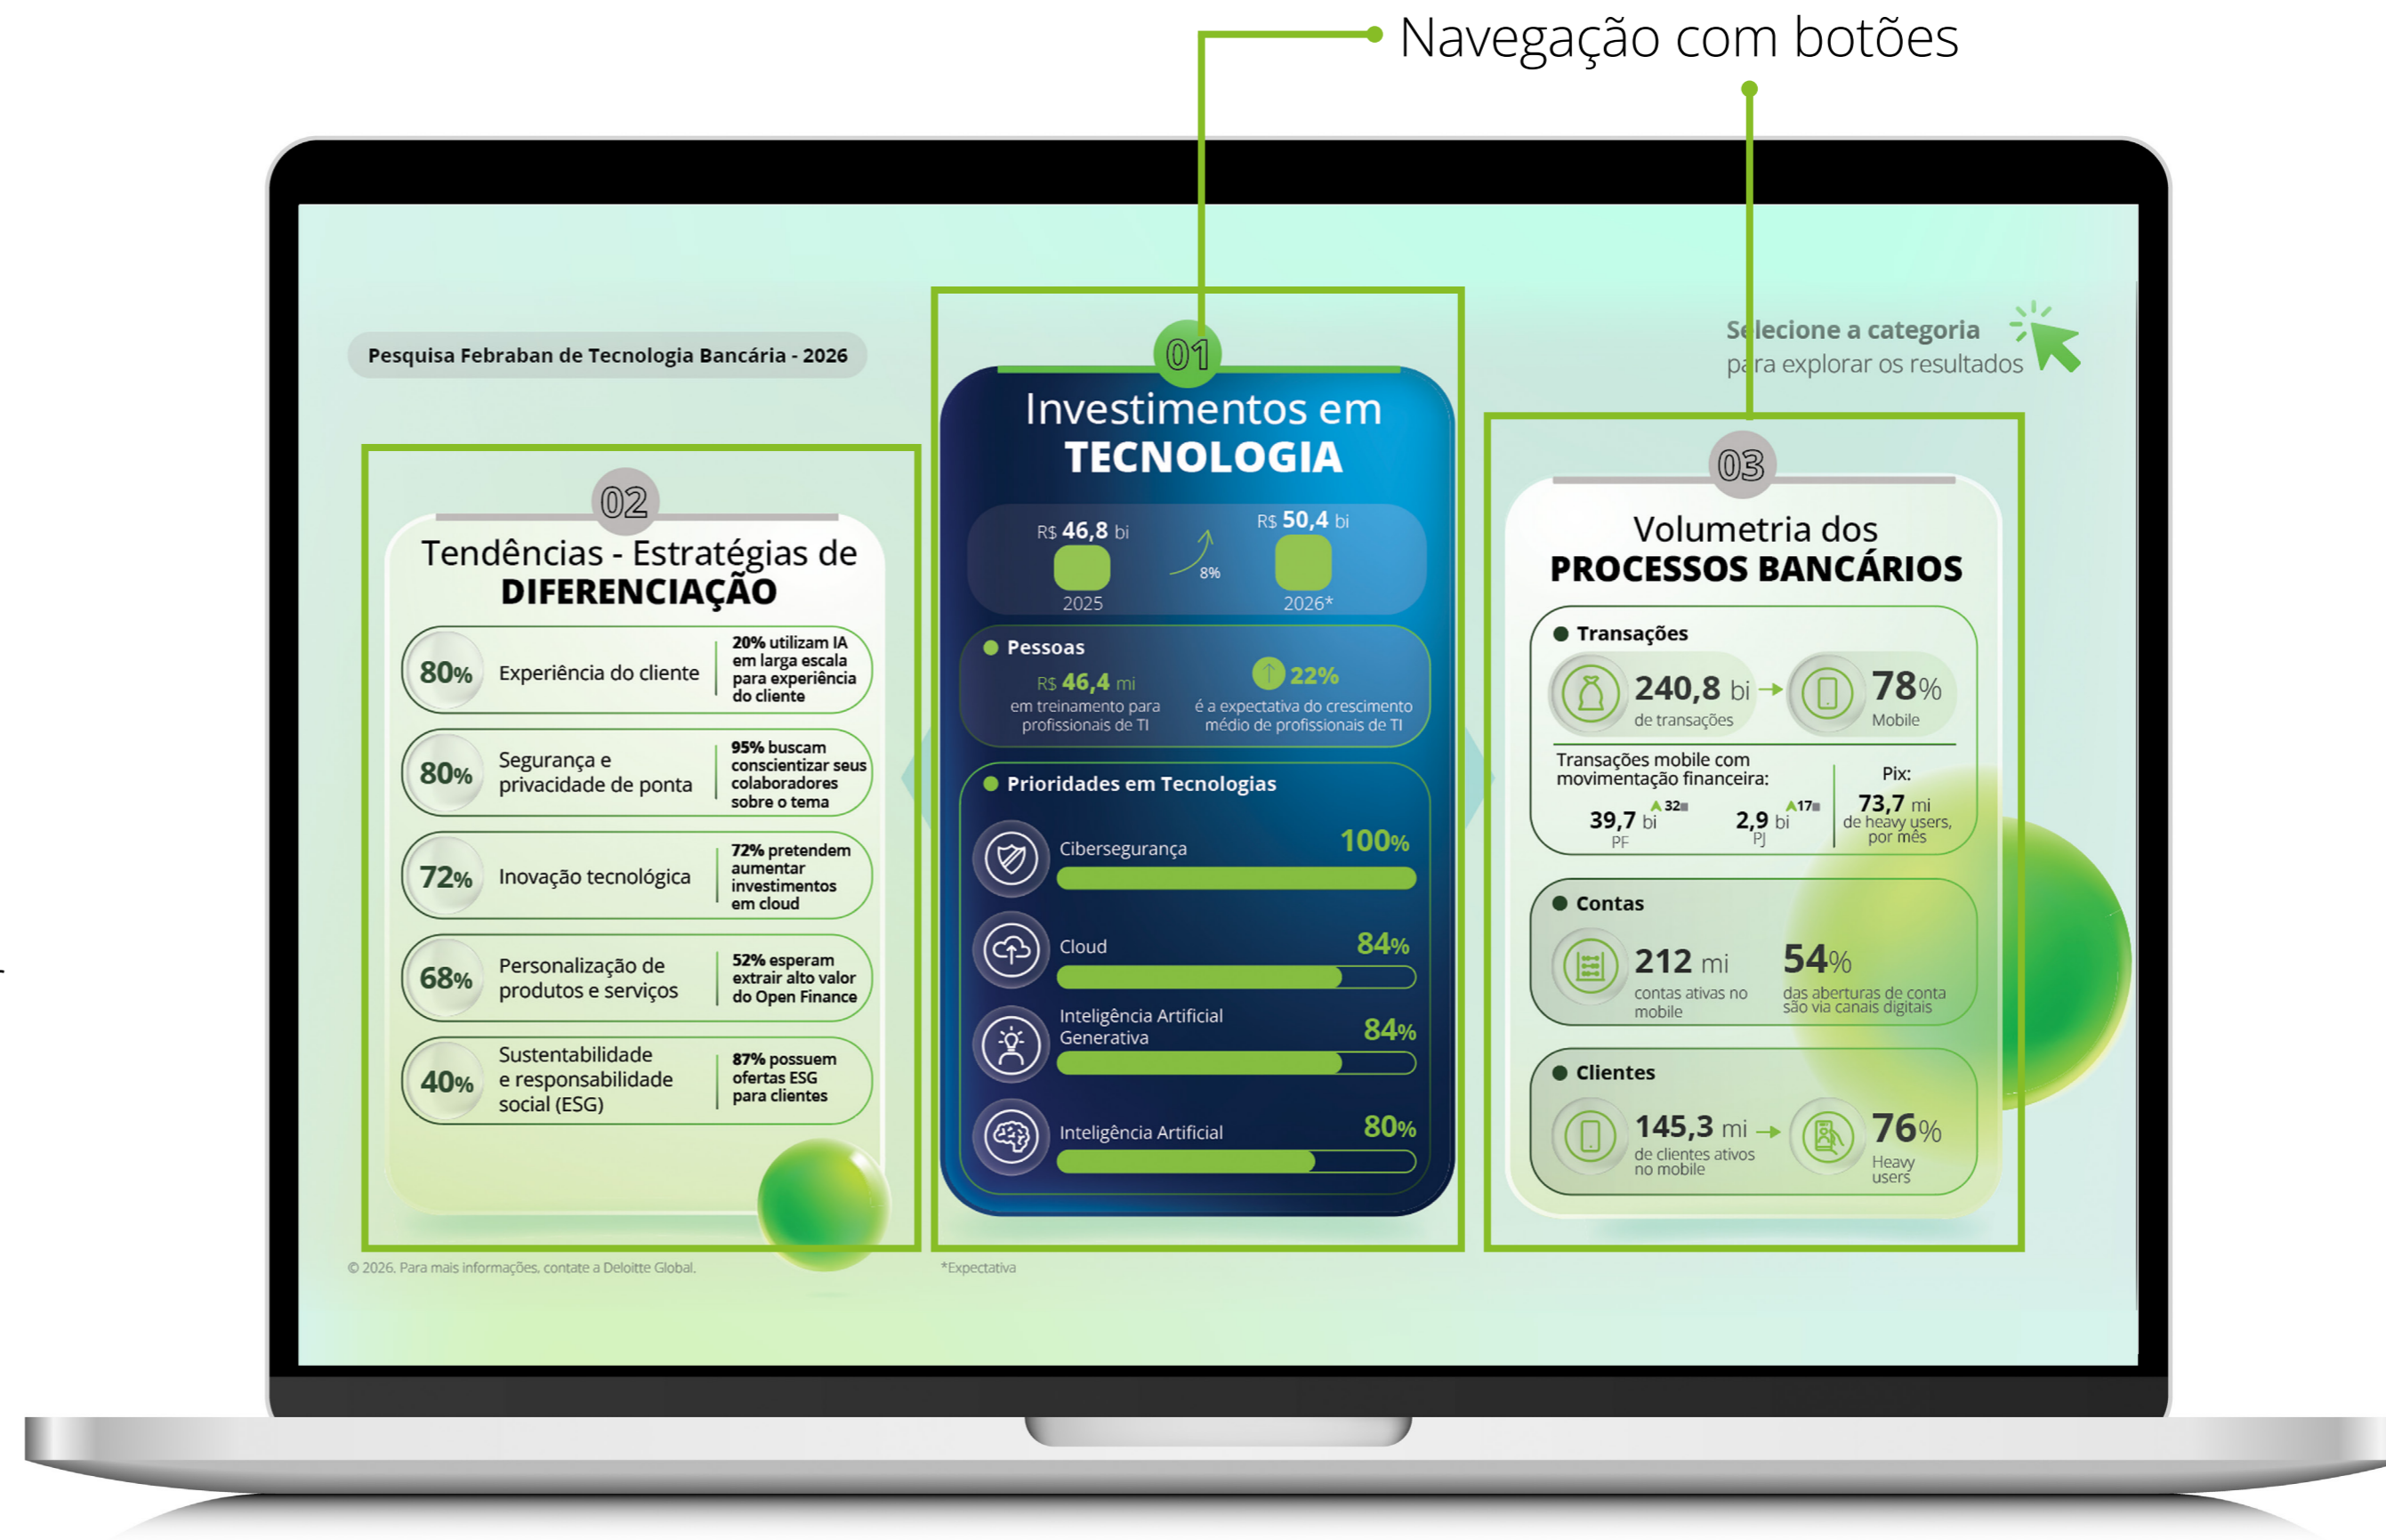 Navegação com botões
Pesquisa Febraban de Tecnologia Bancária - 2026
Selecione a categoria
para explorar os resultados
02
Tendências - Estratégias de
DIFERENCIAÇÃO
80%
Experiência do cliente
20% utilizam IA
em larga escala
para experiência
do cliente
80%
Segurança e
privacidade de ponta
95% buscam
conscientizar seus
colaboradores
sobre o tema
72%
Inovação tecnológica
72% pretendem
aumentar
investimentos
em cloud
68%
Personalização de
produtos e serviços
52% esperam
extrair alto valor
do Open Finance
40%
Sustentabilidade
e responsabilidade
social (ESG)
87% possuem
ofertas ESG
para clientes
© 2026. Para mais informações, contate a Deloitte Global.
01
Investimentos em
TECNOLOGIA
R$ 46,8 bi
2025
8%
R$ 50,4 bi
2026*
Pessoas
R$ 46,4 mi
em treinamento para
profissionais de TI
22%
é a expectativa do crescimento
médio de profissionais de TI
Prioridades em Tecnologias
Cibersegurança
100%
Cloud
84%
Inteligência Artificial
Generativa
84%
Inteligência Artificial
80%
*Expectativa
03
Volumetria dos
PROCESSOS BANCÁRIOS
Transações
240,8 bi
de transações
78%
Mobile
Transações mobile com
movimentação financeira:
39,7 bi
32
PF
2,9 bi
17
PJ
Pix:
73,7 mi
de heavy users,
por mês
Contas
212 mi
contas ativas no
mobile
54%
das aberturas de conta
são via canais digitais
Clientes
145,3 mi
de clientes ativos
no mobile
76%
Heavy
users